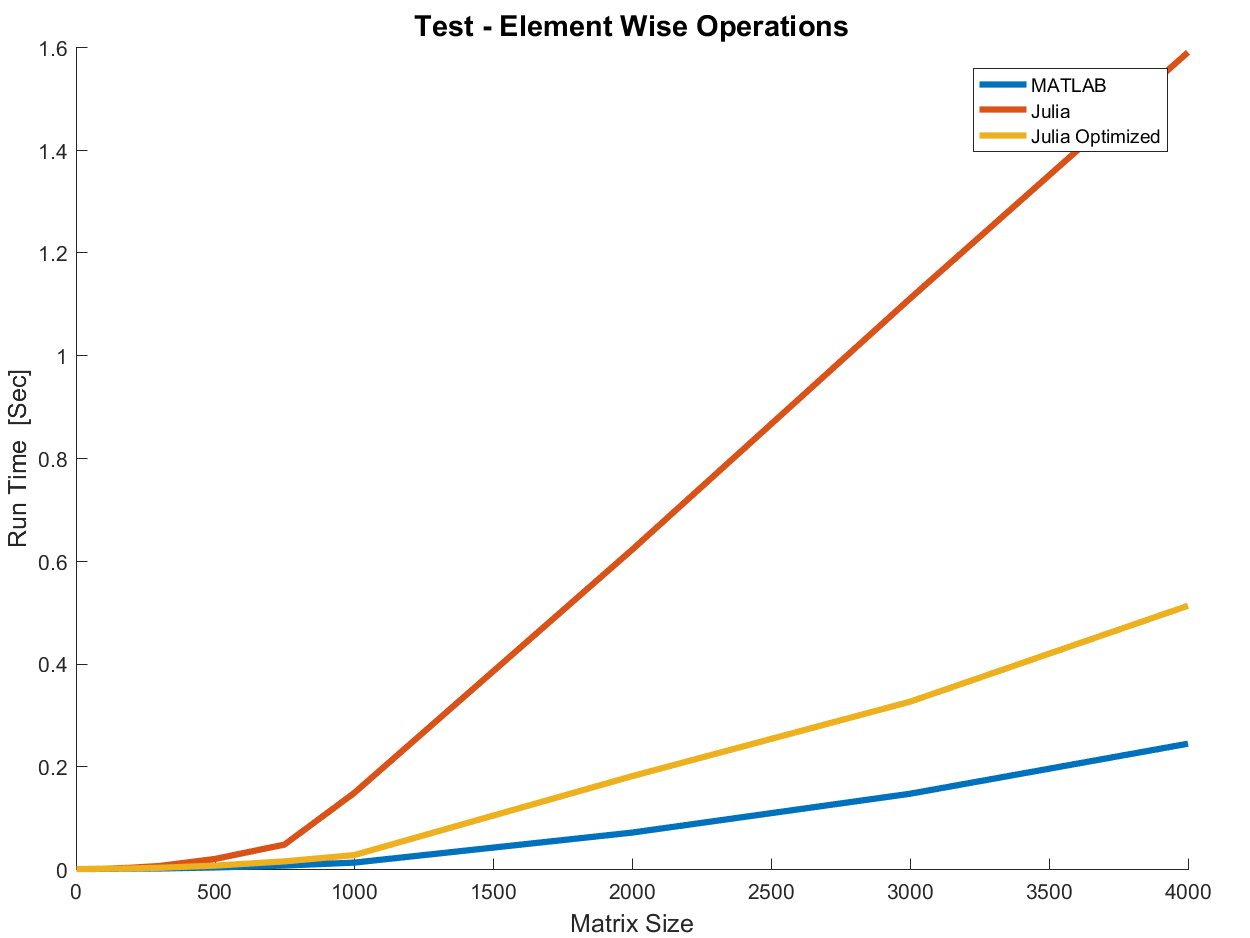 Test - Element Wise Operations
MATLAB
Julia
Julia Optimized
1.6
1.4
1.2
1
0.8
0.6
0.4
0.2
0
Run Time [Sec]
0 500 1000 1500 2000 2500 3000 3500 4000
Matrix Size